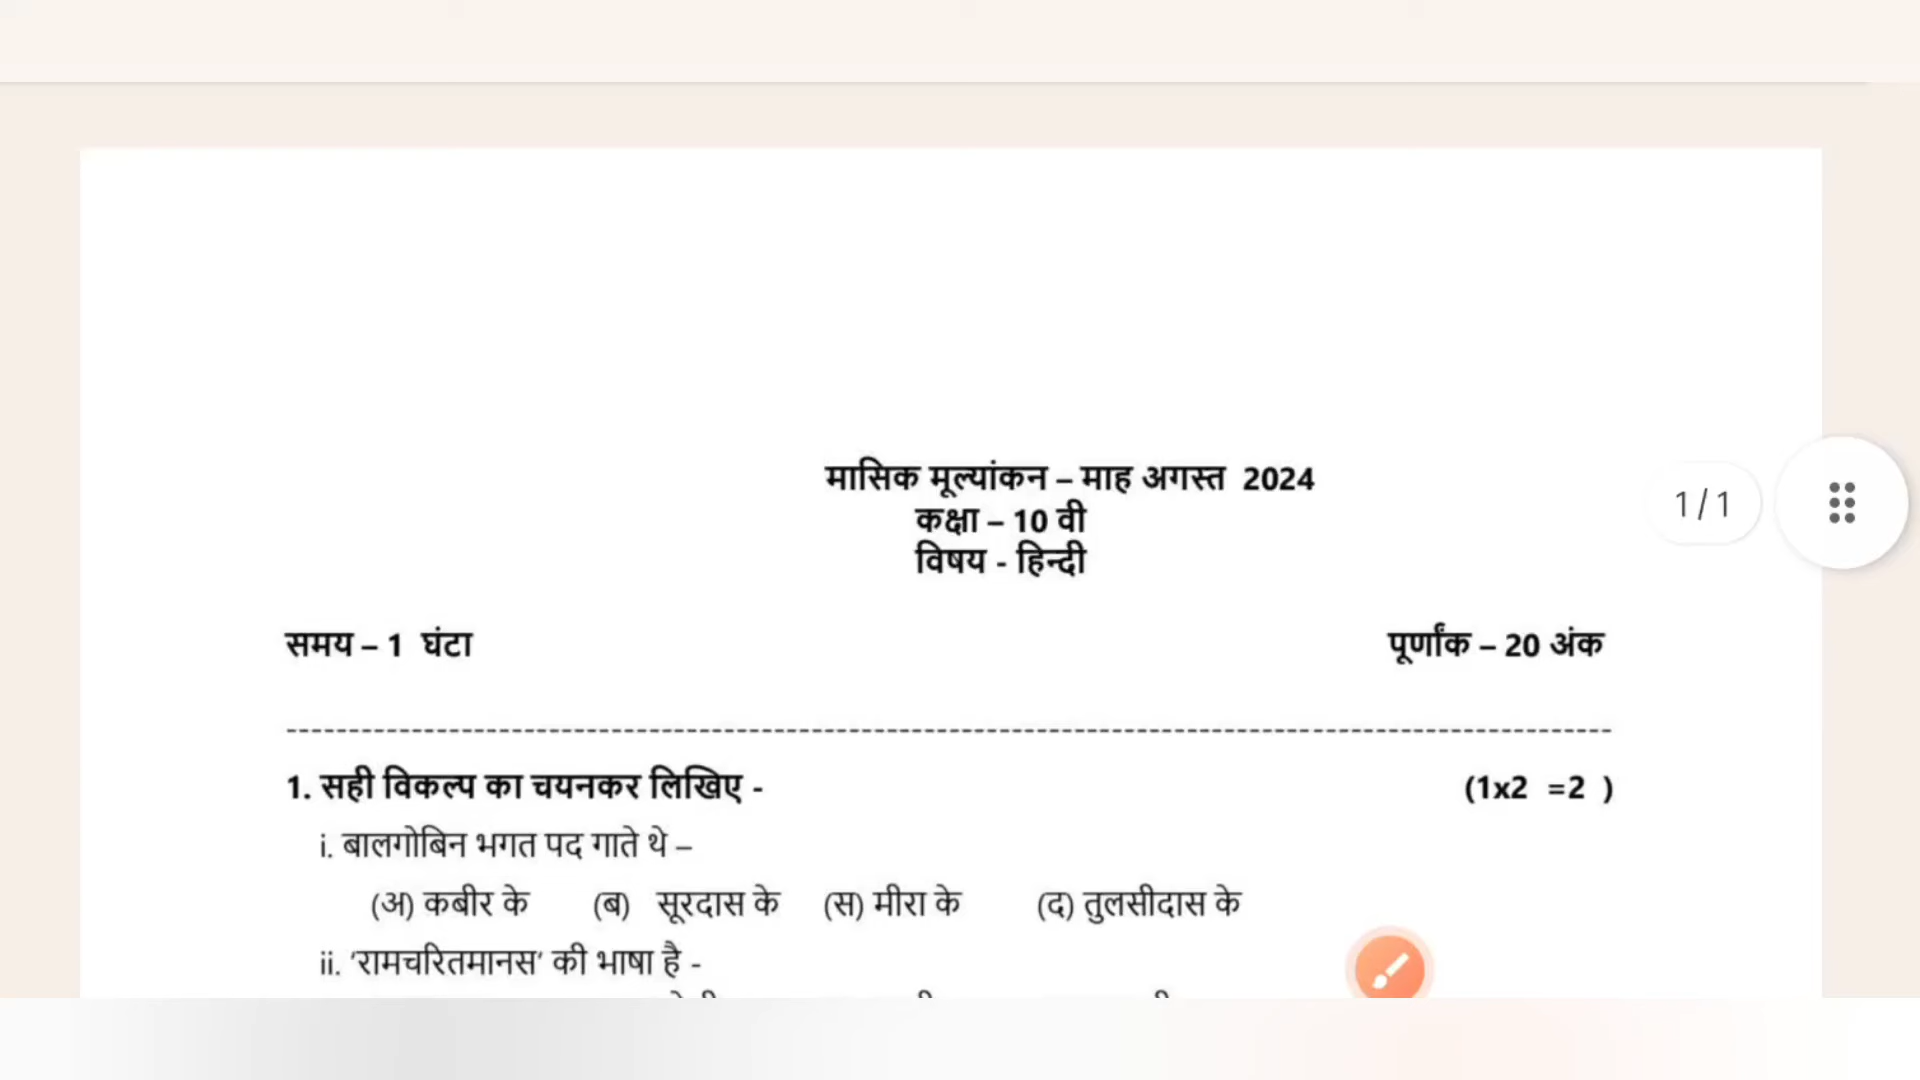 मासिक मूल्यांकन – माह अगस्त 2024
कक्षा – 10 वी
विषय - हिन्दी
1/1
समय – 1 घंटा पूर्णांक – 20 अंक
--------------------------------------------------------------------------------------------------------
1. सही विकल्प का चयनकर लिखिए - (1x2 =2 )
i. बालगोबिन भगत पद गाते थे –
(अ) कबीर के (ब) सूरदास के (स) मीरा के (द) तुलसीदास के
ii. ‘रामचरितमानस‘ की भाषा है -